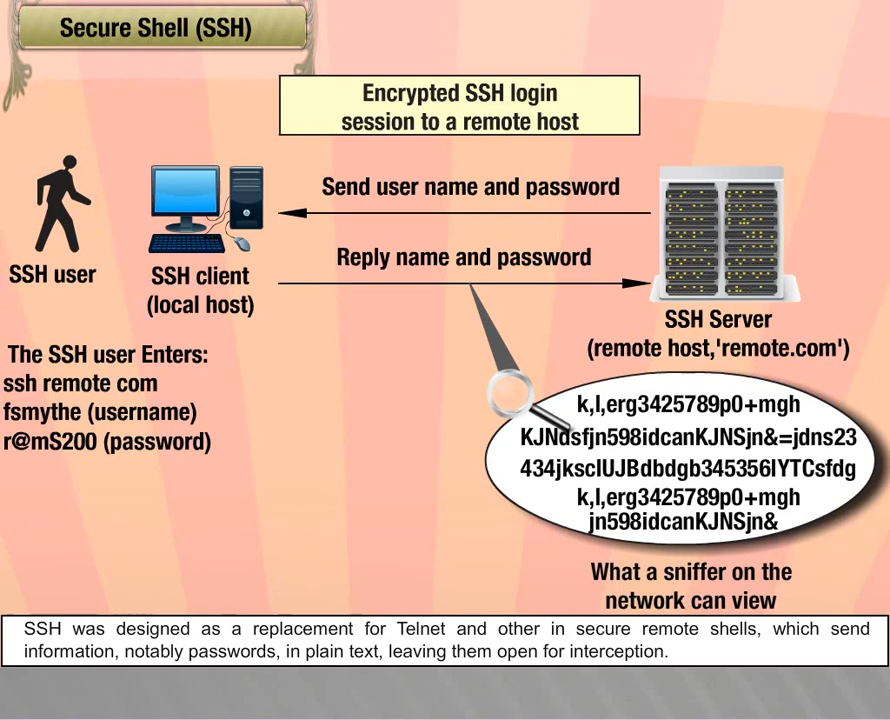 Secure Shell (SSH)
Encrypted SSH login
session to a remote host
Send user name and password
Reply name and password
SSH user
SSH client
(local host)
SSH Server
(remote host,'remote.com')
The SSH user Enters:
ssh remote com
fsmythe (username)
r@mS200 (password)
k,l,erg3425789p0+mgh
KJNdsfjn598idcanKJNSjn&=jdns23
434jksclUJBdbdgb345356lYTCsfdg
k,l,erg3425789p0+mgh
jn598idcanKJNSjn&
What a sniffer on the
network can view
SSH was designed as a replacement for Telnet and other in secure remote shells, which send
information, notably passwords, in plain text, leaving them open for interception.